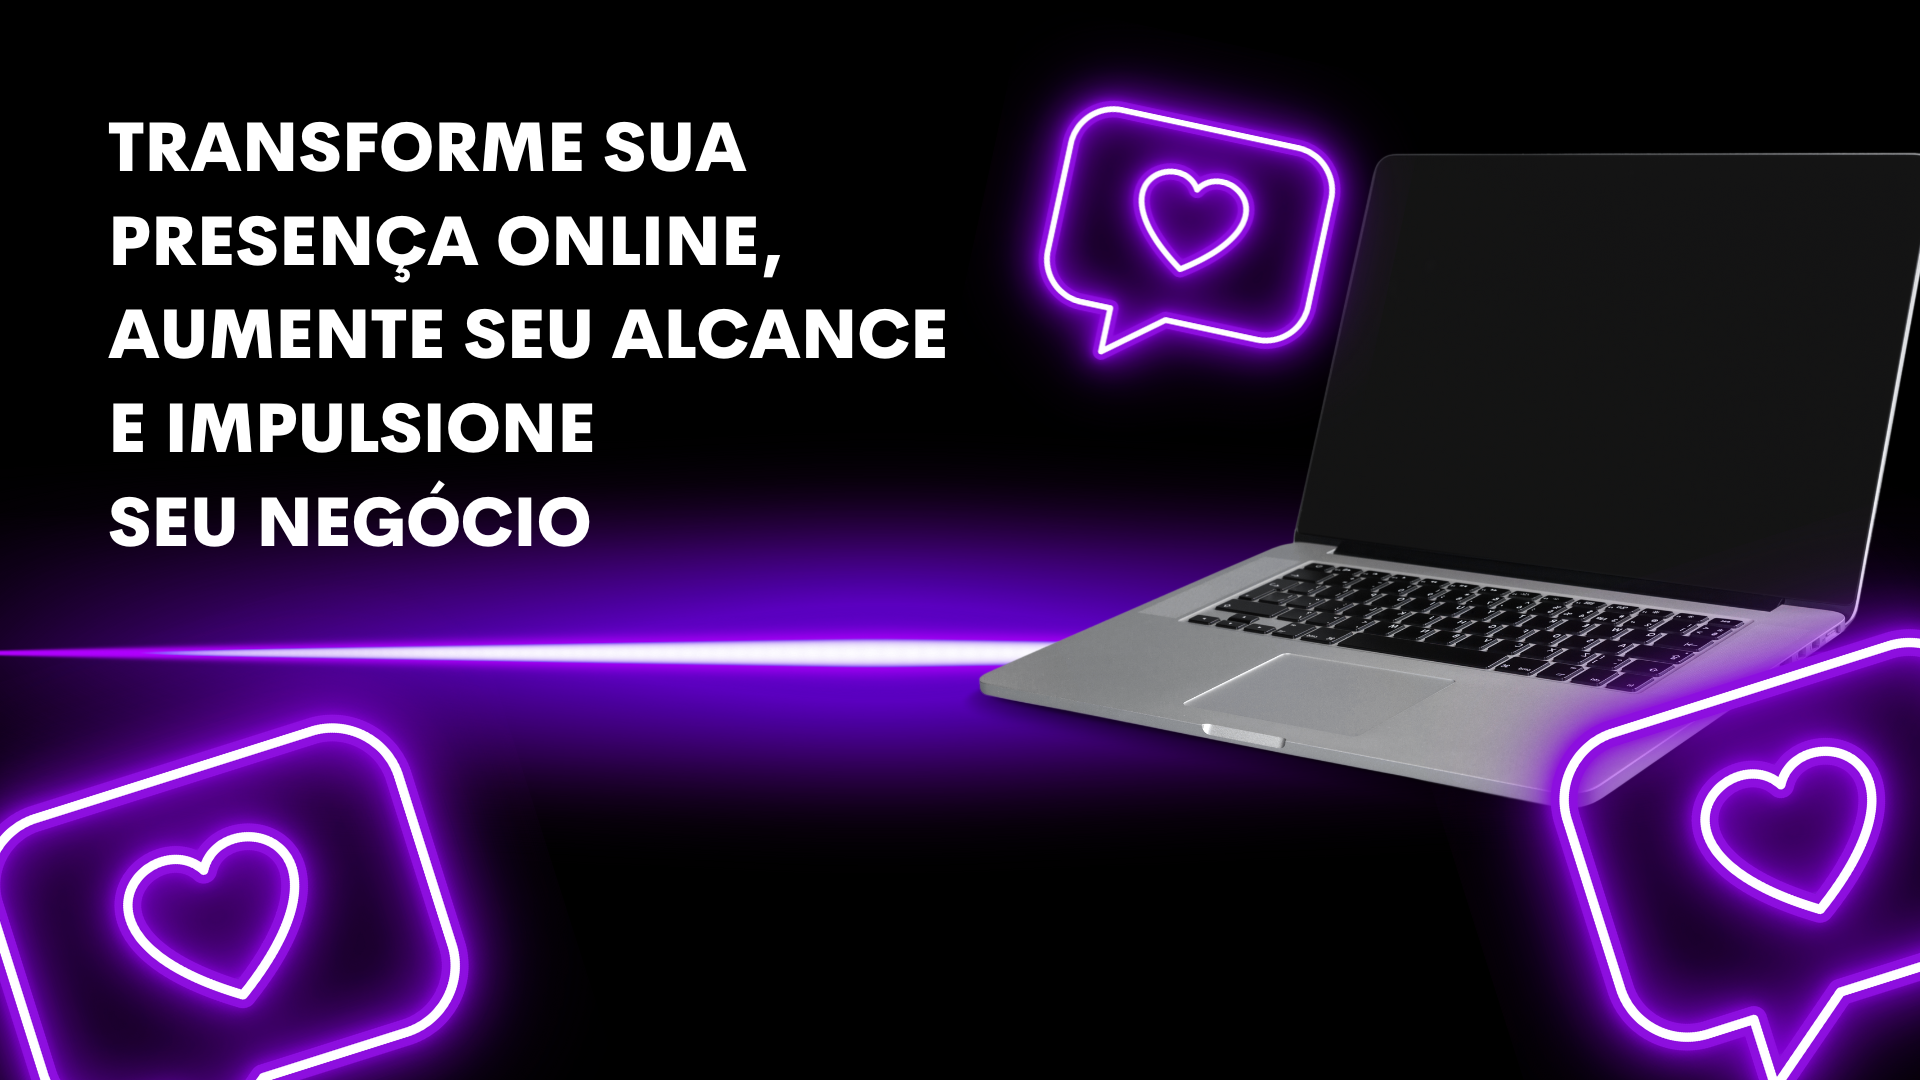 TRANSFORME SUA
PRESENÇA ONLINE,
AUMENTE SEU ALCANCE
E IMPULSIONE
SEU NEGÓCIO